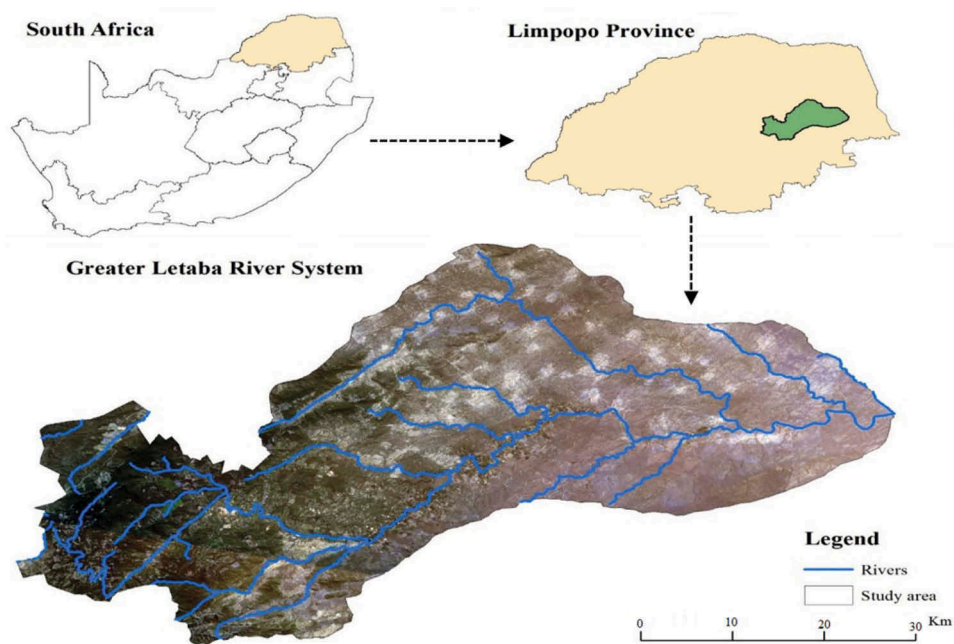 South Africa
Limpopo Province
Greater Letaba River System
Legend
Rivers
Study area
0 10 20 30 Km